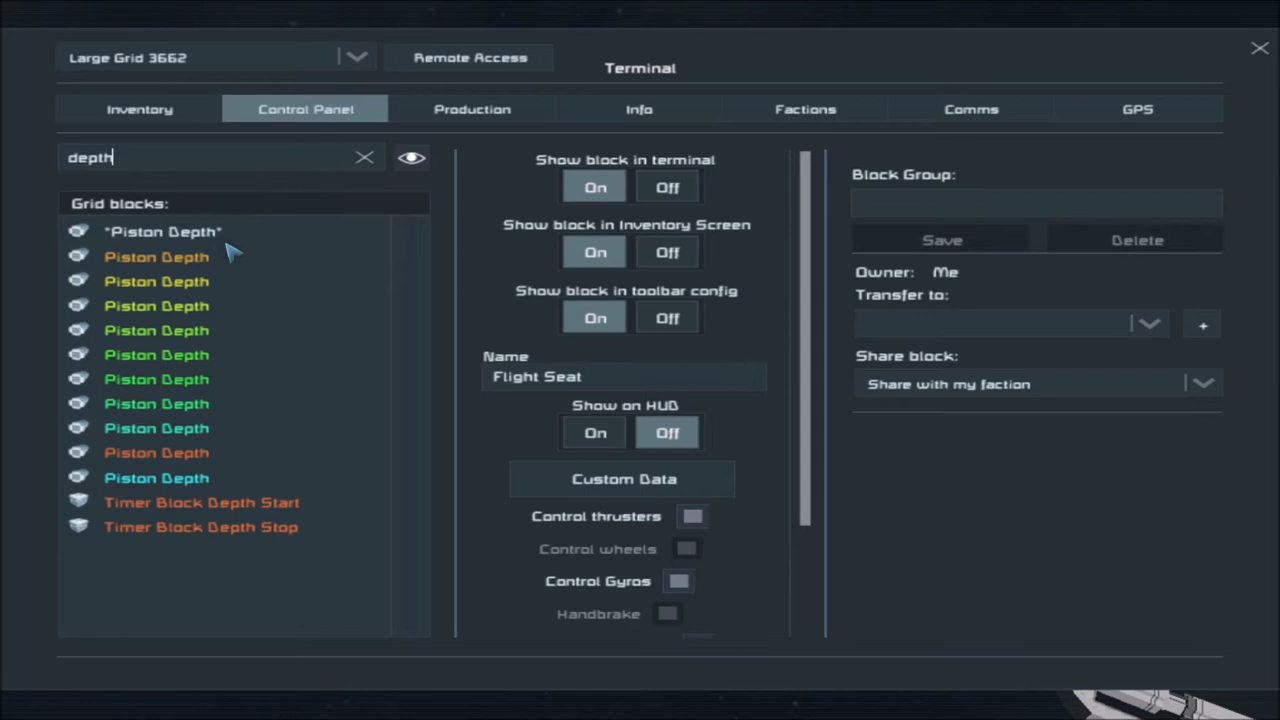 Large Grid 3662
Remote Access
Terminal
Inventory
Control Panel
Production
Info
Factions
Comms
GPS
depth
Grid blocks:
*Piston Depth*
Piston Depth
Piston Depth
Piston Depth
Piston Depth
Piston Depth
Piston Depth
Piston Depth
Piston Depth
Piston Depth
Piston Depth
Timer Block Depth Start
Timer Block Depth Stop
Show block in terminal
On Off
Show block in Inventory Screen
On Off
Show block in toolbar config
On Off
Name
Flight Seat
Show on HUD
On Off
Custom Data
Control thrusters
Control wheels
Control Gyros
Handbrake
Block Group:
Save
Delete
Owner: Me
Transfer to:
+
Share block:
Share with my faction